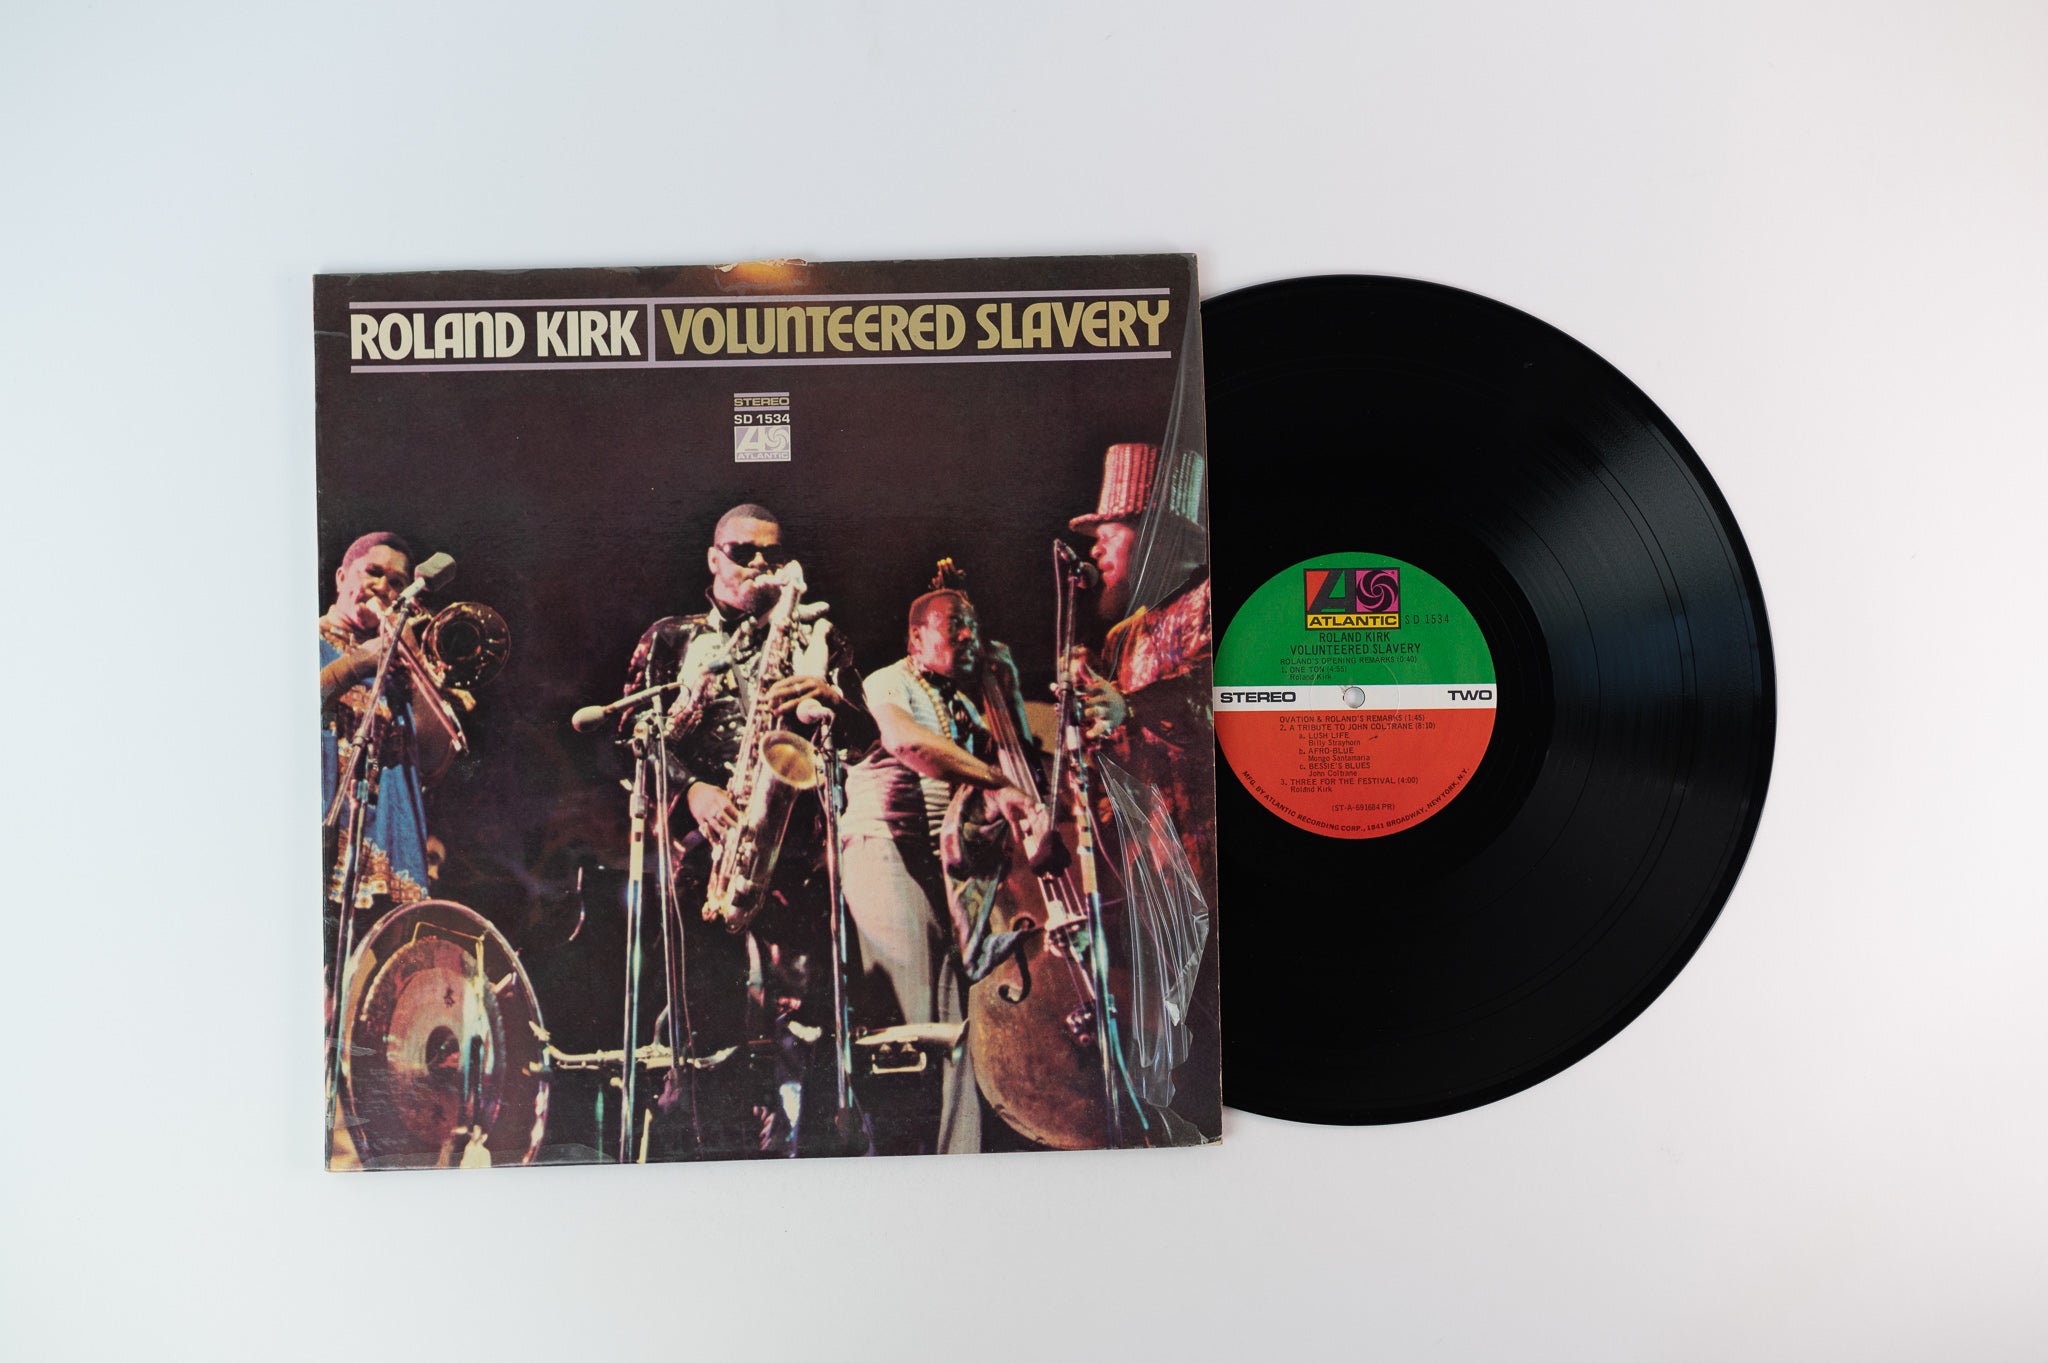 ROLAND KIRK VOLUNTEERED SLAVERY
STEREO
SD 1534
ATLANTIC
ATLANTIC SD 1534
ROLAND KIRK
VOLUNTEERED SLAVERY
ROLAND'S OPENING REMARKS (0:40)
1. ONE TON (4:55)
Roland Kirk
STEREO TWO
OVATION & ROLAND'S REMARKS (1:45)
2. A TRIBUTE TO JOHN COLTRANE (8:10)
a. LUSH LIFE
Billy Strayhorn
b. AFRO-BLUE
Mongo Santamaria
c. BESSIE'S BLUES
John Coltrane
3. THREE FOR THE FESTIVAL (4:00)
Roland Kirk
(ST-A-691684 PR)
MFG. BY ATLANTIC RECORDING CORP., 1841 BROADWAY, NEW YORK, N.Y.